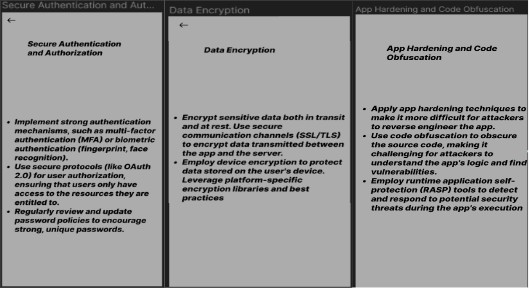 Secure Authentication and Aut...
←
Secure Authentication
and Authorization
• Implement strong authentication
mechanisms, such as multi-factor
authentication (MFA) or biometric
authentication (fingerprint, face
recognition).
• Use secure protocols (like OAuth
2.0) for user authorization,
ensuring that users only have
access to the resources they are
entitled to.
• Regularly review and update
password policies to encourage
strong, unique passwords.
Data Encryption
←
Data Encryption
• Encrypt sensitive data both in transit
and at rest. Use secure
communication channels (SSL/TLS)
to encrypt data transmitted between
the app and the server.
• Employ device encryption to protect
data stored on the user's device.
Leverage platform-specific
encryption libraries and best
practices
App Hardening and Code Obfuscation
App Hardening and Code
Obfuscation
• Apply app hardening techniques to
make it more difficult for attackers
to reverse engineer the app.
• Use code obfuscation to obscure
the source code, making it
challenging for attackers to
understand the app's logic and find
vulnerabilities.
• Employ runtime application self-
protection (RASP) tools to detect
and respond to potential security
threats during the app's execution